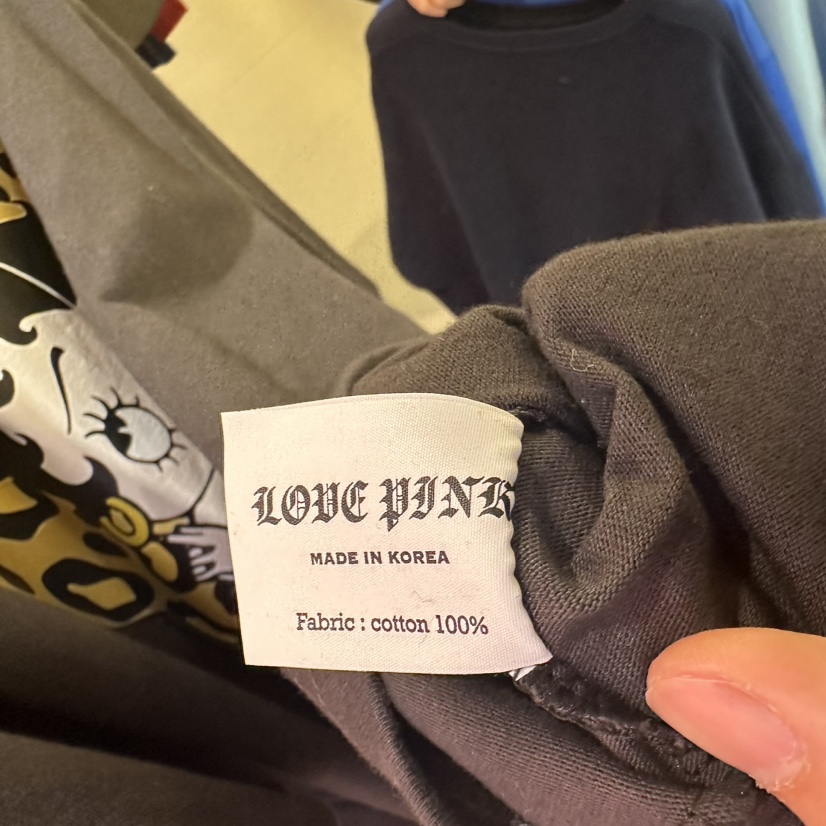 LOVE PINK
MADE IN KOREA
Fabric : cotton 100%